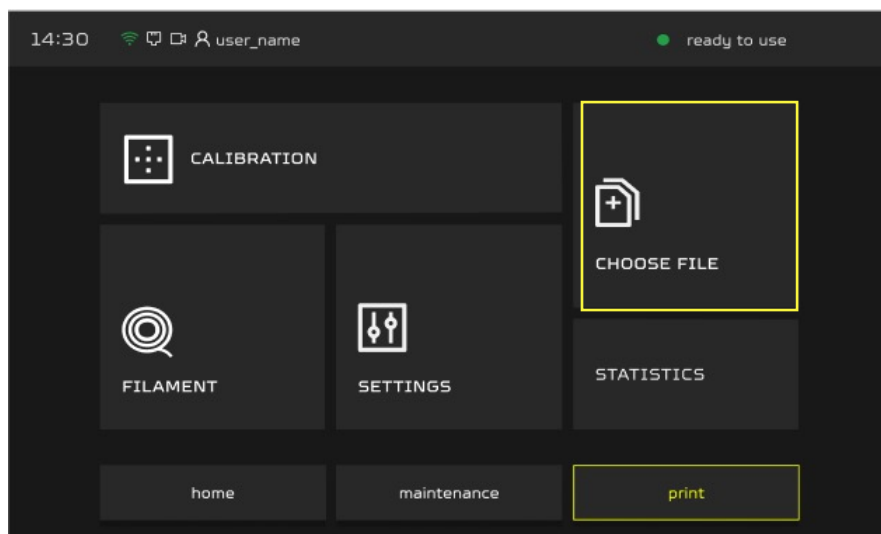 14:30 user_name ready to use
CALIBRATION
CHOOSE FILE
FILAMENT
SETTINGS
STATISTICS
home
maintenance
print